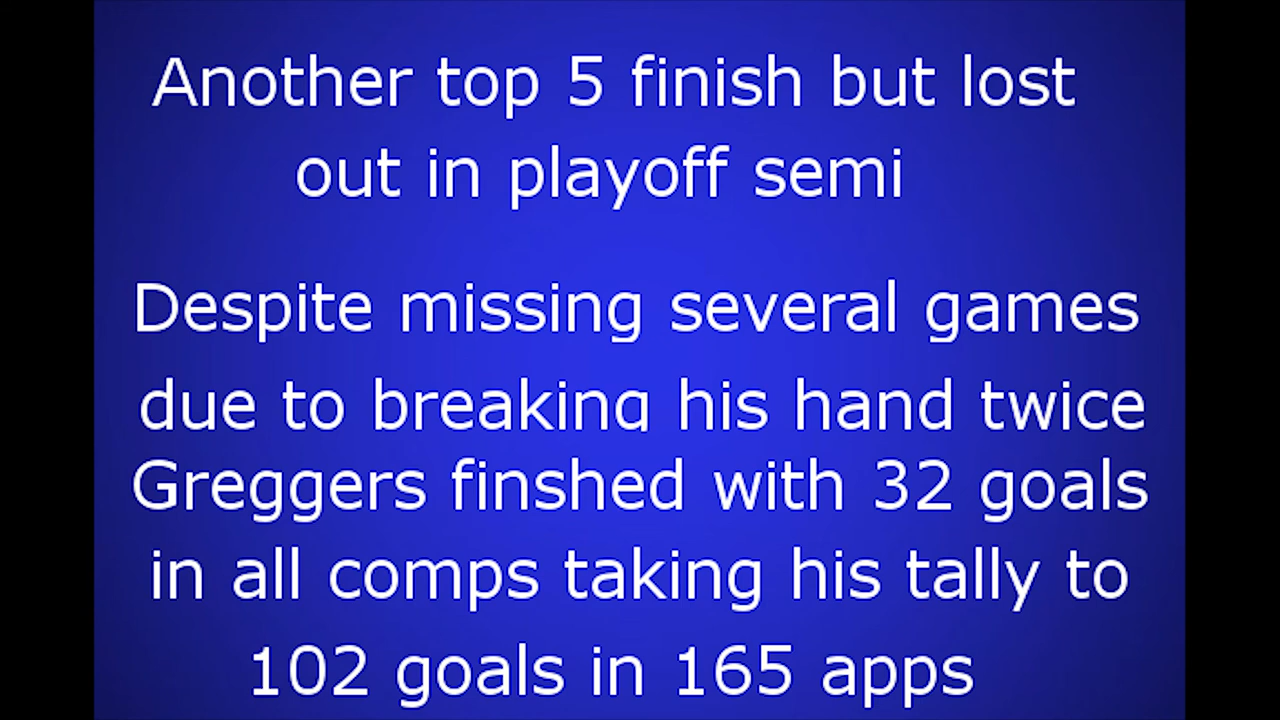 Another top 5 finish but lost
out in playoff semi
Despite missing several games
due to breaking his hand twice
Greggers finshed with 32 goals
in all comps taking his tally to
102 goals in 165 apps